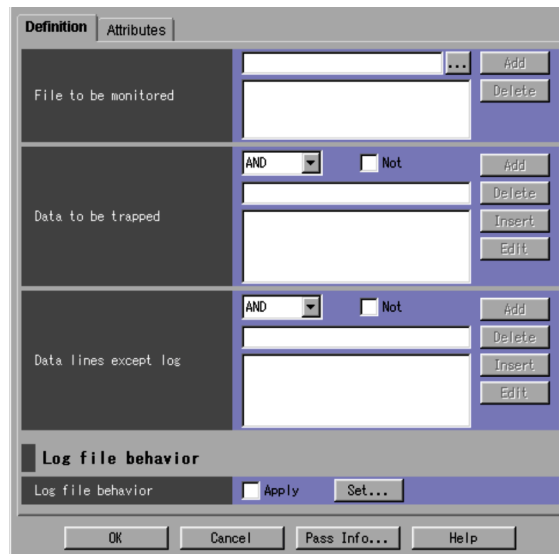 Definition
Attributes
File to be monitored
...
Add
Delete
Data to be trapped
AND
Not
Add
Delete
Insert
Edit
Data lines except log
AND
Not
Add
Delete
Insert
Edit
Log file behavior
Log file behavior
Apply
Set...
OK
Cancel
Pass Info...
Help